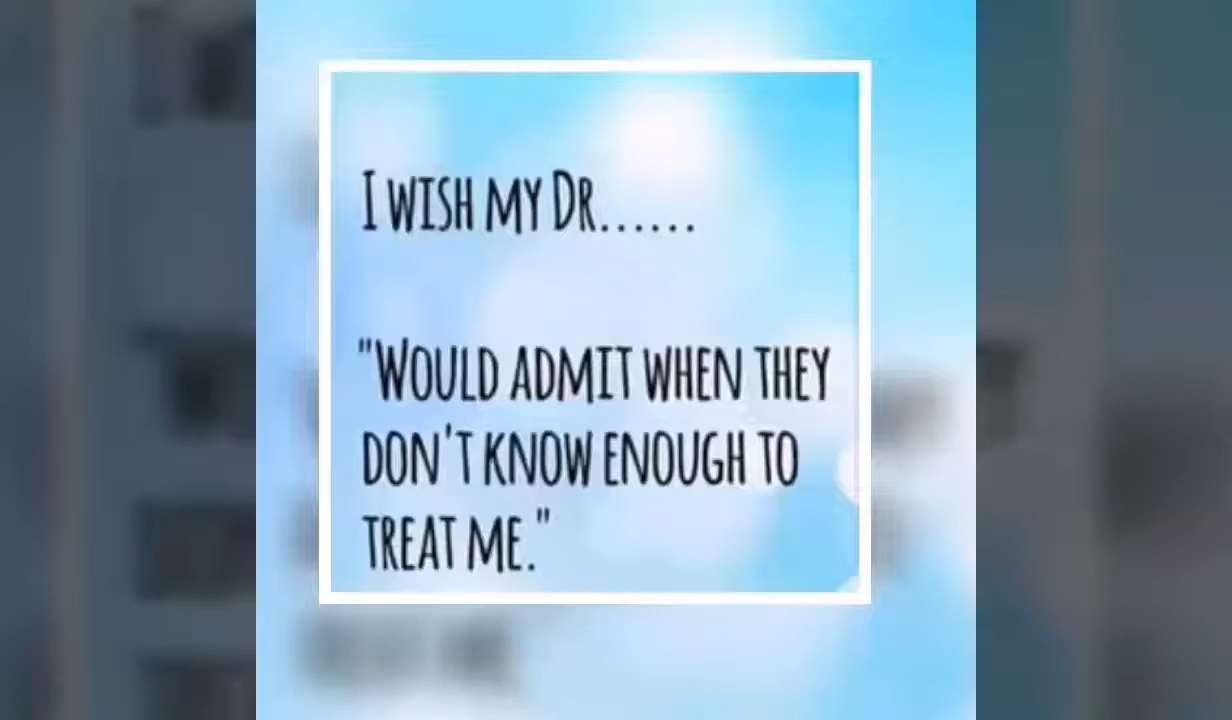 I WISH MY DR......
"WOULD ADMIT WHEN THEY
DON'T KNOW ENOUGH TO
TREAT ME."